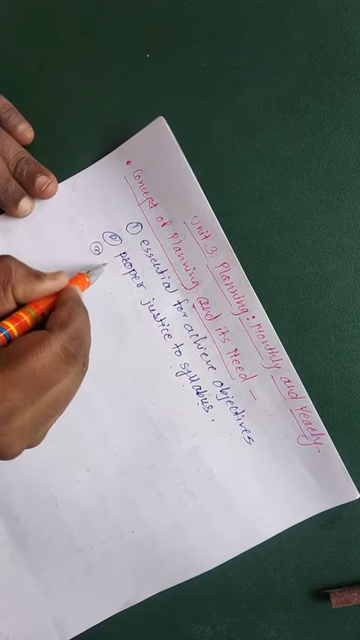 Unit 3. Planning: Monthly and Yearly
• Concept of Planning and its Need -
① essential for achieve objectives
② proper justice to syllabus.
③